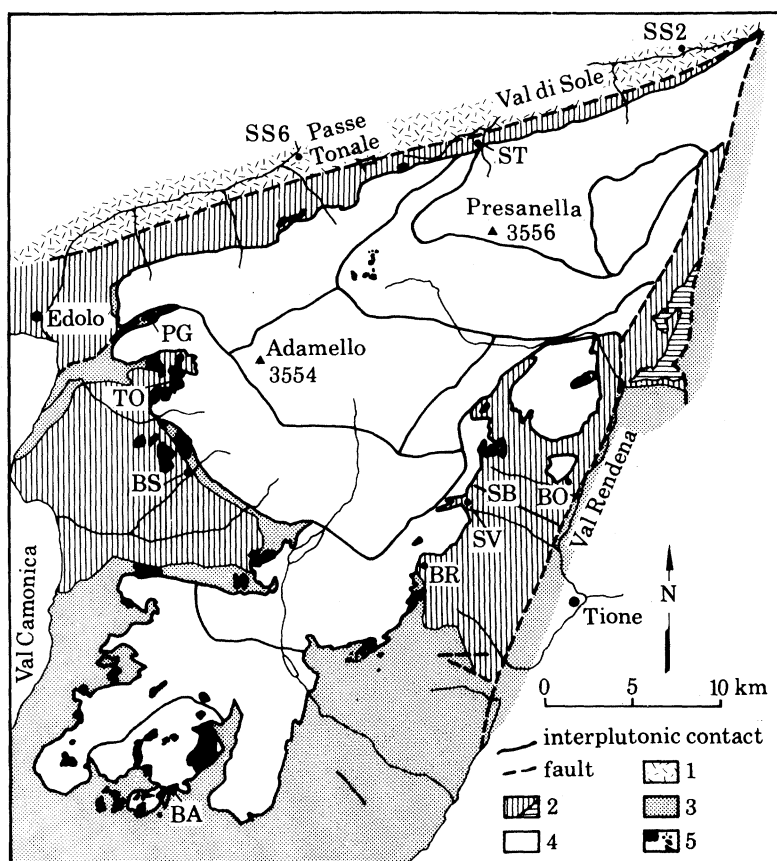 SS2
Val di Sole
SS6
Passe
Tonale
ST
Presanella
3556
Edolo
PG
Adamello
3554
TO
BS
SB
BO
SV
Val Rendena
BR
Val Camonica
Tione
N
0 5 10 km
interplutonic contact
fault
1
2
3
4
5
BA